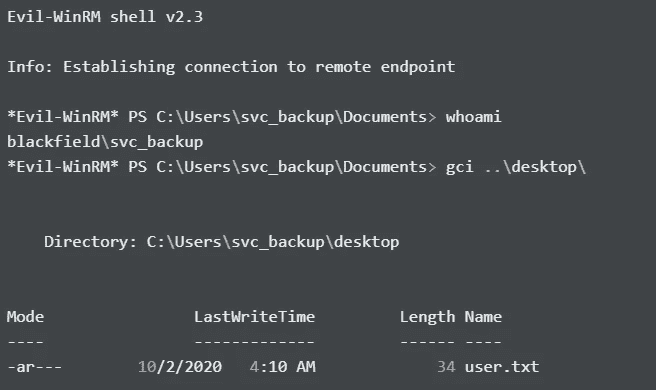 Evil-WinRM shell v2.3
Info: Establishing connection to remote endpoint
*Evil-WinRM* PS C:\Users\svc_backup\Documents> whoami
blackfield\svc_backup
*Evil-WinRM* PS C:\Users\svc_backup\Documents> gci ..\desktop\
Directory: C:\Users\svc_backup\desktop
Mode LastWriteTime Length Name
---- ------------- ------ ----
-ar--- 10/2/2020 4:10 AM 34 user.txt